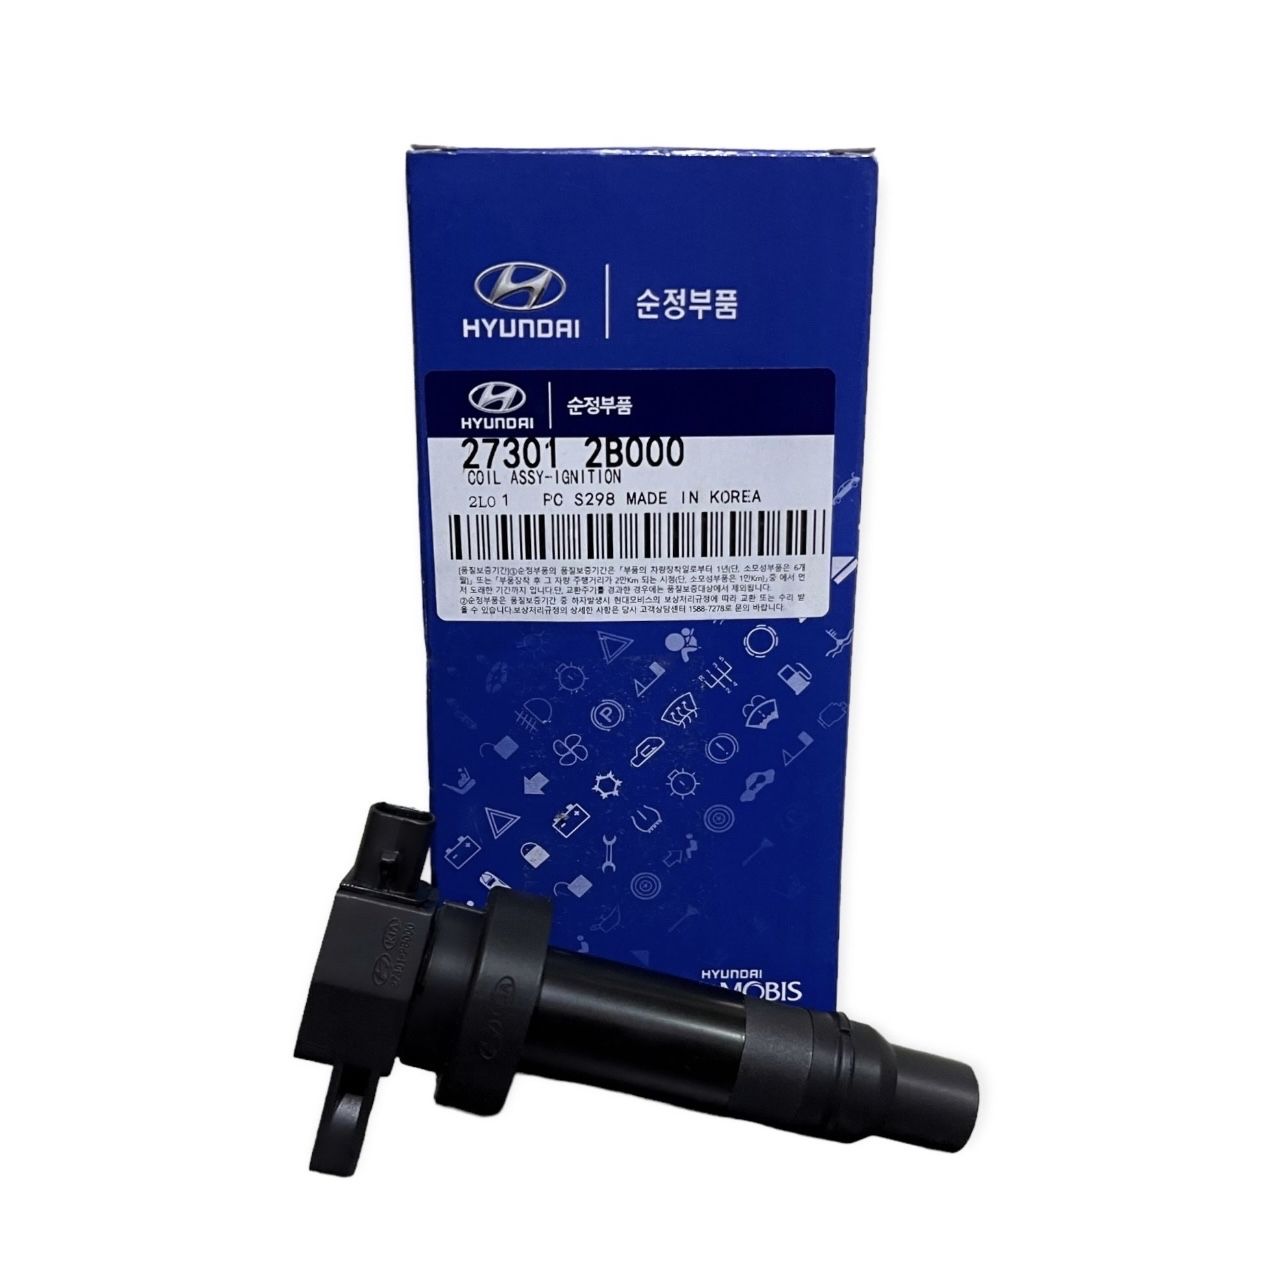 HYUNDAI 순정부품
HYUNDAI 순정부품
27301 2B000
COIL ASSY-IGNITION
2L01 PC S298 MADE IN KOREA
[품질보증기간]①순정부품의 품질보증기간은「부품의 차량장착일로부터 1년(단, 소모성부품은 6개
월)」또는「부품장착 후 그 차량 주행거리가 2만Km 되는 시점(단, 소모성부품은 1만Km)」중 에서 먼
저 도래한 기간까지 입니다.단, 교환주기를 경과한 경우에는 품질보증대상에서 제외됩니다.
②순정부품은 품질보증기간 중 하자발생시 현대모비스의 보상처리규정에 따라 교환 또는 수리 받
을 수 있습니다.보상처리규정의 상세한 사항은 당사 고객상담센터 1588-7278로 문의 바랍니다.
R 1 3 5
2 4
P
HYUNDAI
MOBIS
KIA
273012B000
KIA